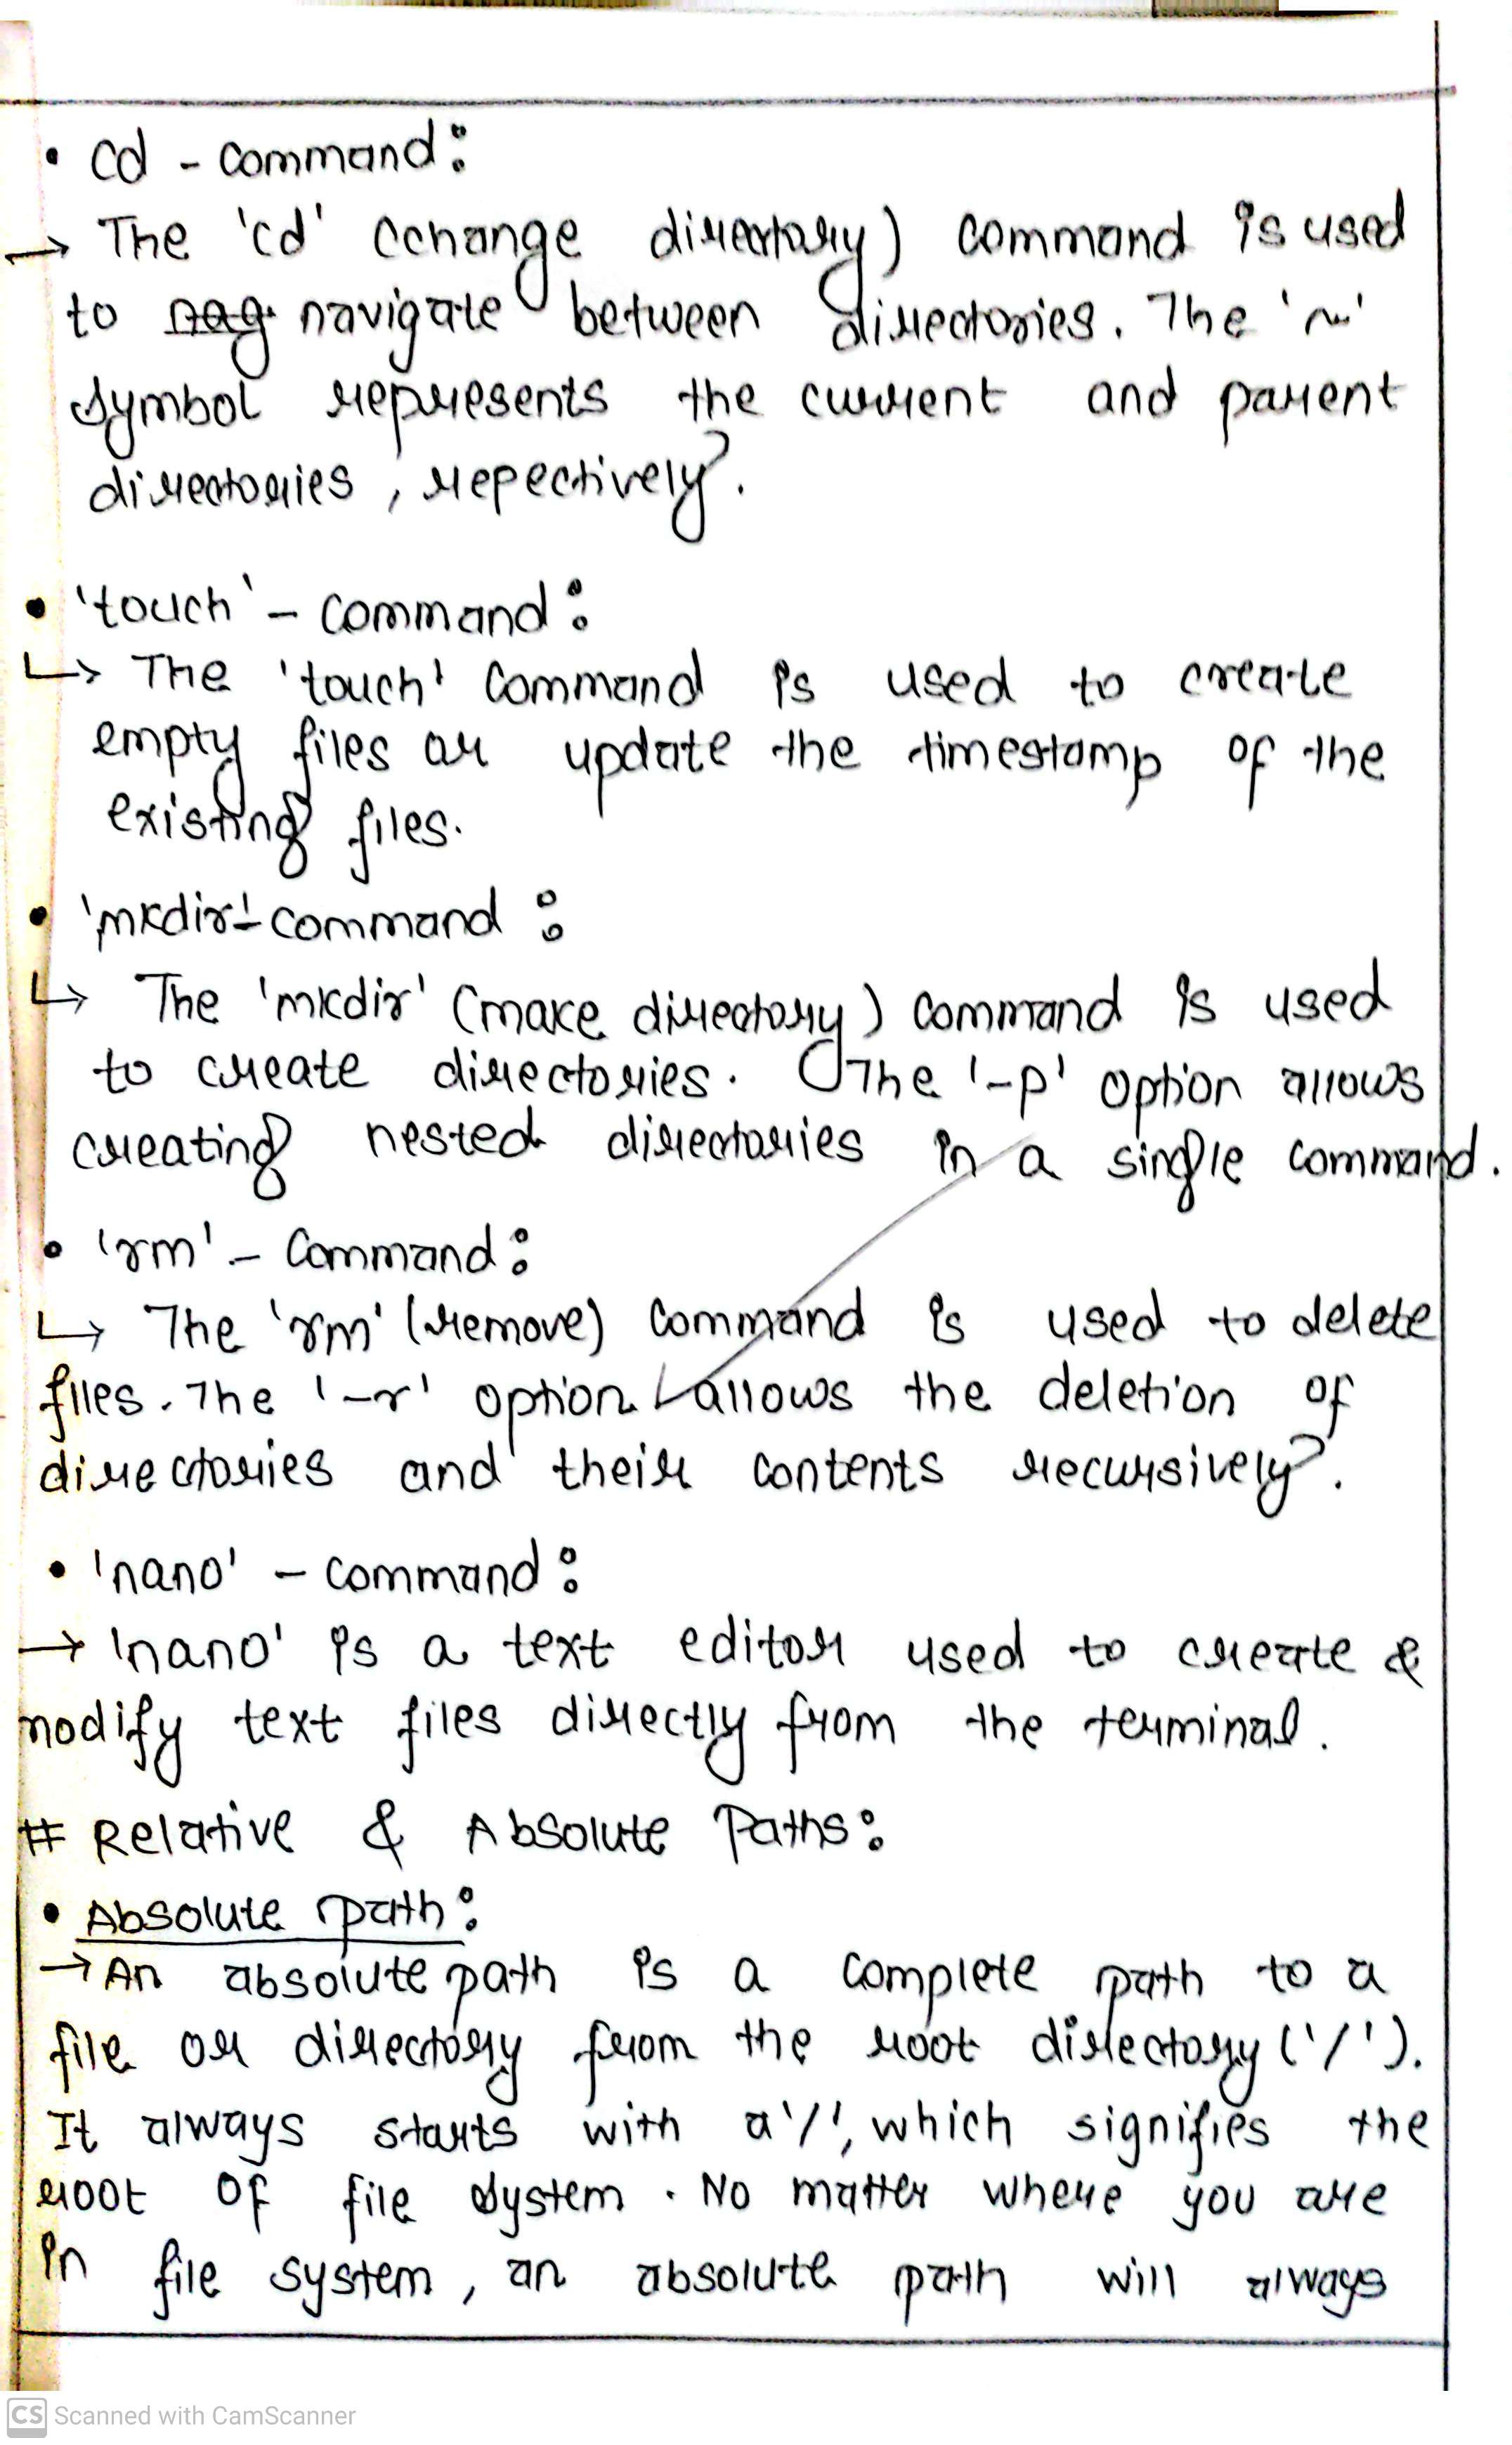 • cd - command:
→ The 'cd' (change directory) command is used
to nag. navigate between directories. The '~'
symbol represents the current and parent
directories, repectively.
• 'touch' - command:
↳ The 'touch' command is used to create
empty files or update the timestamp of the
existing files.
• 'mkdir' - command:
↳ The 'mkdir' (make directory) command is used
to create directories. The '-p' option allows
creating nested directories in a single command.
• 'rm' - command:
↳ The 'rm' (remove) command is used to delete
files. The '-r' option allows the deletion of
directories and their contents recursively.
• 'nano' - command:
→ 'nano' is a text editor used to create &
modify text files directly from the terminal.
# Relative & Absolute Paths:
• Absolute path:
→ An absolute path is a complete path to a
file or directory from the root directory ('/').
It always starts with a '/', which signifies the
root of file system. No matter where you are
in file system, an absolute path will always
CS Scanned with CamScanner